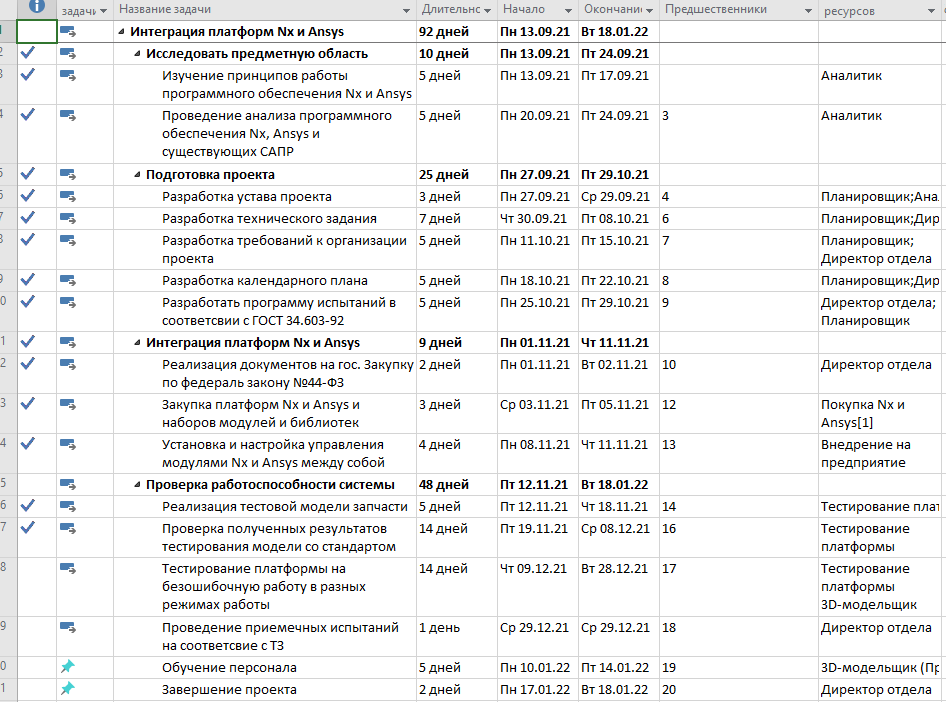 i задачи Название задачи Длительнс Начало Окончание Предшественники ресурсов
1 Интеграция платформ Nx и Ansys 92 дней Пн 13.09.21 Вт 18.01.22
2 Исследовать предметную область 10 дней Пн 13.09.21 Пт 24.09.21
3 Изучение принципов работы 5 дней Пн 13.09.21 Пт 17.09.21 Аналитик
программного обеспечения Nx и Ansys
4 Проведение анализа программного 5 дней Пн 20.09.21 Пт 24.09.21 3 Аналитик
обеспечения Nx, Ansys и
существующих САПР
5 Подготовка проекта 25 дней Пн 27.09.21 Пт 29.10.21
6 Разработка устава проекта 3 дней Пн 27.09.21 Ср 29.09.21 4 Планировщик;Ана
7 Разработка технического задания 7 дней Чт 30.09.21 Пт 08.10.21 6 Планировщик;Дир
8 Разработка требований к организации 5 дней Пн 11.10.21 Пт 15.10.21 7 Планировщик;
проекта Директор отдела
9 Разработка календарного плана 5 дней Пн 18.10.21 Пт 22.10.21 8 Планировщик;Дир
0 Разработать программу испытаний в 5 дней Пн 25.10.21 Пт 29.10.21 9 Директор отдела;
соответсвии с ГОСТ 34.603-92 Планировщик
1 Интеграция платформ Nx и Ansys 9 дней Пн 01.11.21 Чт 11.11.21
2 Реализация документов на гос. Закупку 2 дней Пн 01.11.21 Вт 02.11.21 10 Директор отдела
по федераль закону №44-ФЗ
3 Закупка платформ Nx и Ansys и 3 дней Ср 03.11.21 Пт 05.11.21 12 Покупка Nx и
наборов модулей и библиотек Ansys[1]
4 Установка и настройка управления 4 дней Пн 08.11.21 Чт 11.11.21 13 Внедрение на
модулями Nx и Ansys между собой предприятие
5 Проверка работоспособности системы 48 дней Пт 12.11.21 Вт 18.01.22
6 Реализация тестовой модели запчасти 5 дней Пт 12.11.21 Чт 18.11.21 14 Тестирование плат
7 Проверка полученных результатов 14 дней Пт 19.11.21 Ср 08.12.21 16 Тестирование
тестирования модели со стандартом платформы
8 Тестирование платформы на 14 дней Чт 09.12.21 Вт 28.12.21 17 Тестирование
безошибочную работу в разных платформы
режимах работы 3D-модельщик
9 Проведение приемечных испытаний 1 день Ср 29.12.21 Ср 29.12.21 18 Директор отдела
на соответсвие с ТЗ
0 Обучение персонала 5 дней Пн 10.01.22 Пт 14.01.22 19 3D-модельщик (Пр
1 Завершение проекта 2 дней Пн 17.01.22 Вт 18.01.22 20 Директор отдела